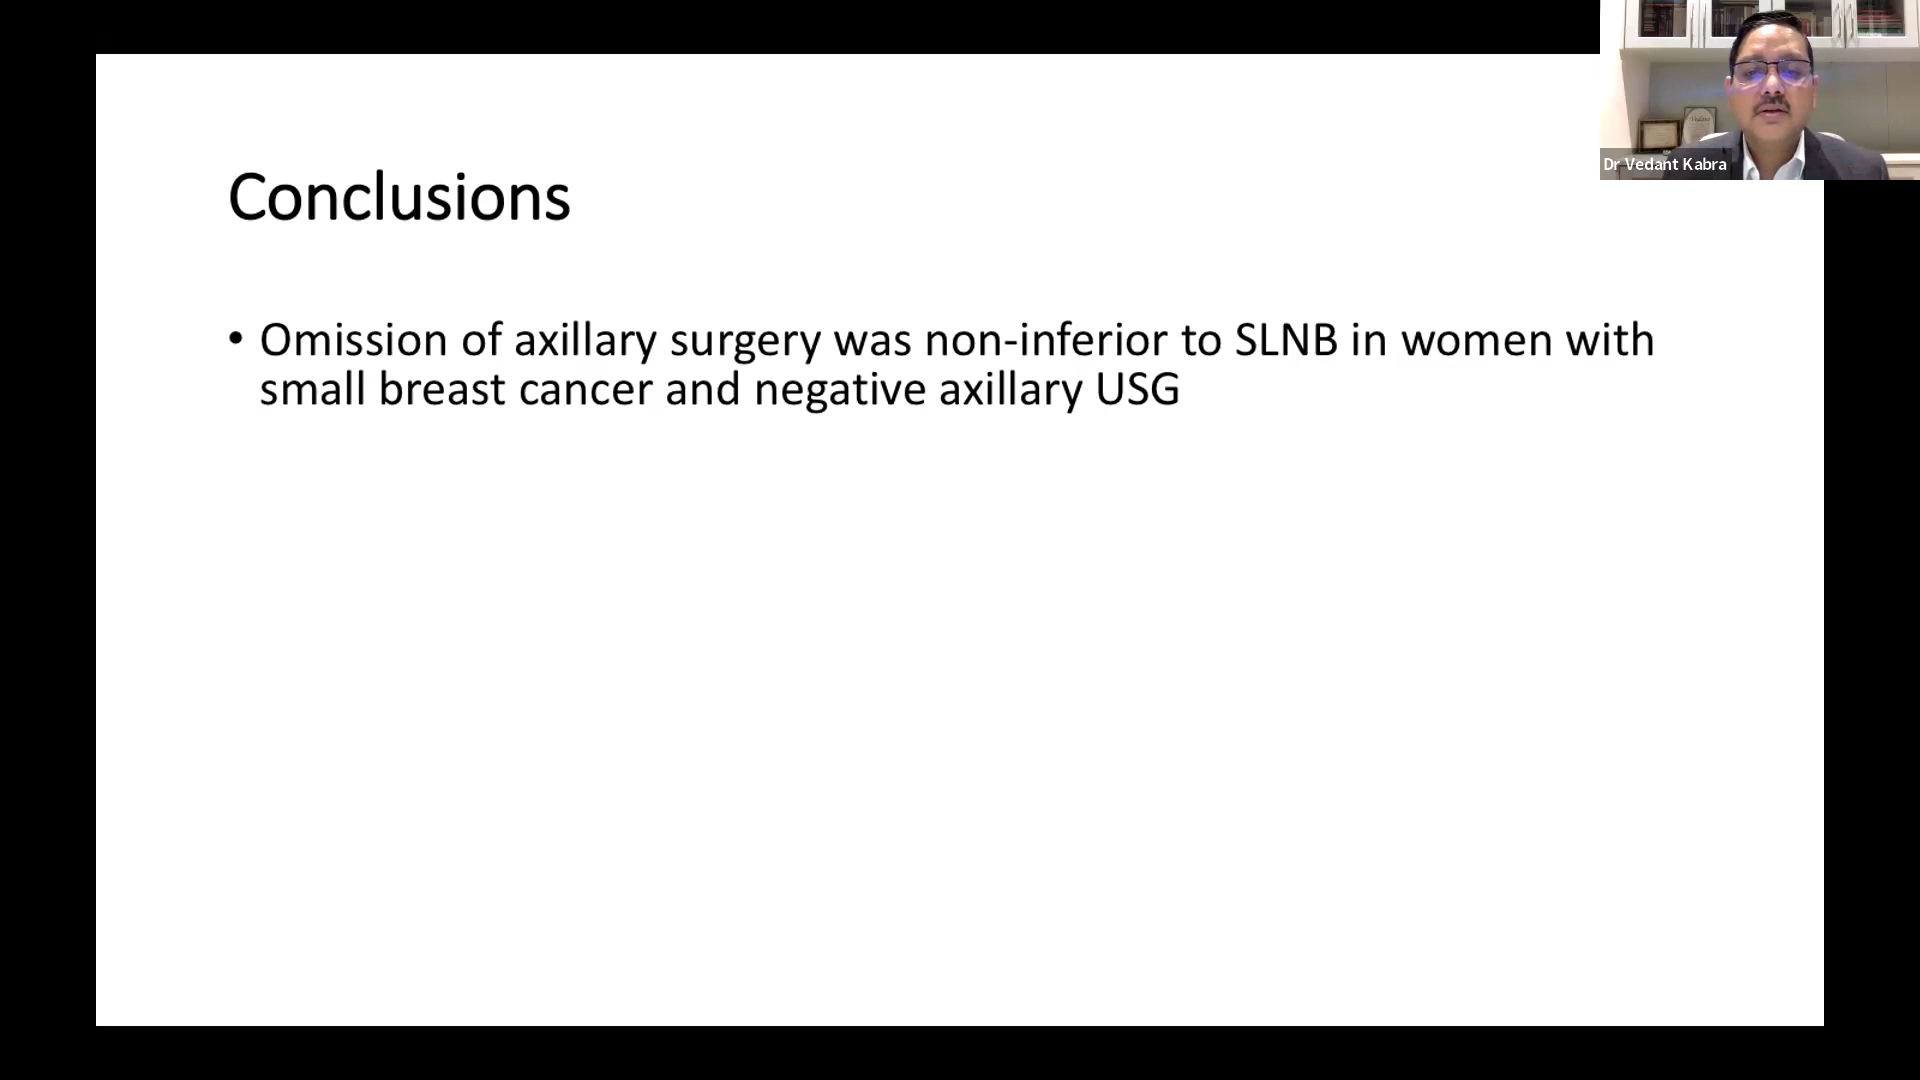 Dr Vedant Kabra
Conclusions
• Omission of axillary surgery was non-inferior to SLNB in women with
small breast cancer and negative axillary USG